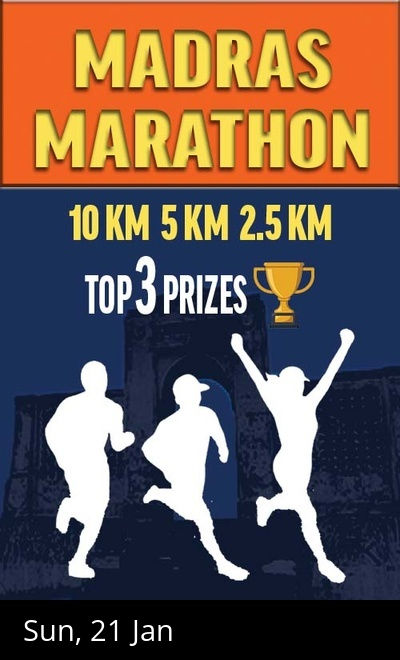 MADRAS
MARATHON
10 KM 5 KM 2.5 KM
TOP 3 PRIZES
Sun, 21 Jan